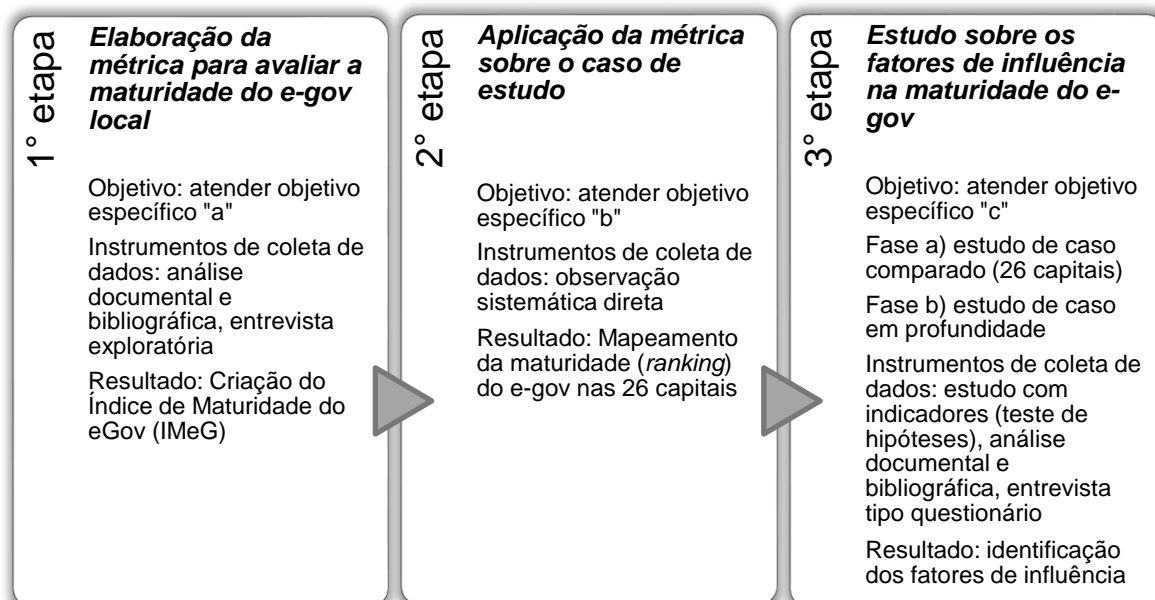 1° etapa
Elaboração da
métrica para avaliar a
maturidade do e-gov
local
Objetivo: atender objetivo
específico "a"
Instrumentos de coleta de
dados: análise
documental e
bibliográfica, entrevista
exploratória
Resultado: Criação do
Índice de Maturidade do
eGov (IMeG)
2° etapa
Aplicação da métrica
sobre o caso de
estudo
Objetivo: atender objetivo
específico "b"
Instrumentos de coleta de
dados: observação
sistemática direta
Resultado: Mapeamento
da maturidade (ranking)
do e-gov nas 26 capitais
3° etapa
Estudo sobre os
fatores de influência
na maturidade do e-
gov
Objetivo: atender objetivo
específico "c"
Fase a) estudo de caso
comparado (26 capitais)
Fase b) estudo de caso
em profundidade
Instrumentos de coleta de
dados: estudo com
indicadores (teste de
hipóteses), análise
documental e
bibliográfica, entrevista
tipo questionário
Resultado: identificação
dos fatores de influência